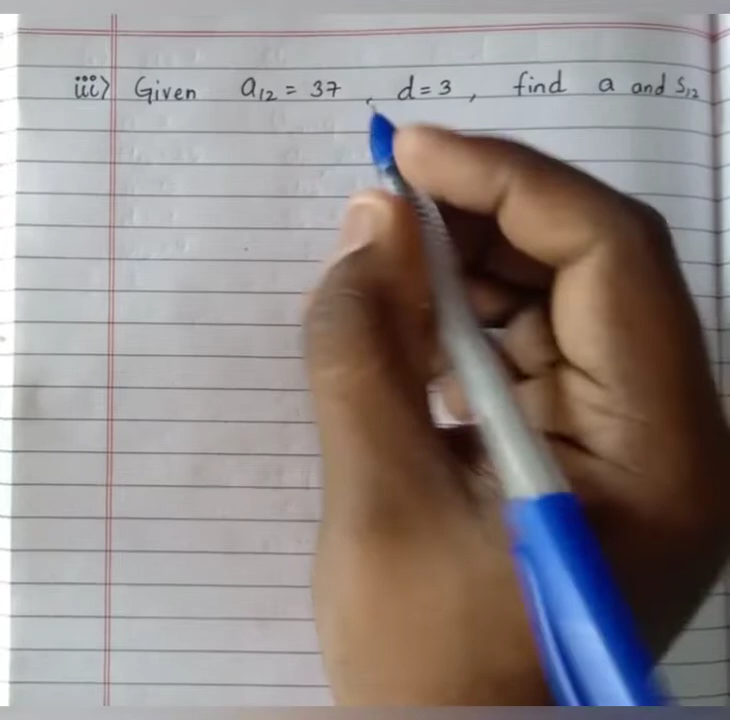 iii) Given a12 = 37 , d = 3 , find a and S12